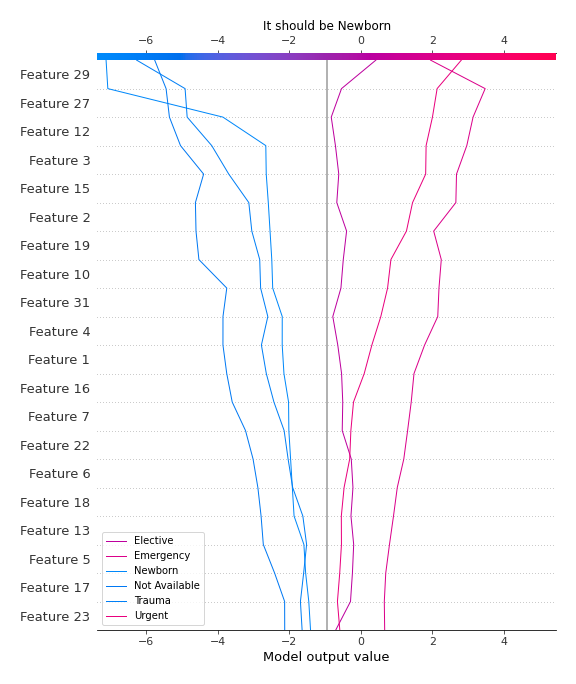 It should be Newborn
−6 −4 −2 0 2 4
Feature 29
Feature 27
Feature 12
Feature 3
Feature 15
Feature 2
Feature 19
Feature 10
Feature 31
Feature 4
Feature 1
Feature 16
Feature 7
Feature 22
Feature 6
Feature 18
Feature 13
Feature 5
Feature 17
Feature 23
Elective
Emergency
Newborn
Not Available
Trauma
Urgent
−6 −4 −2 0 2 4
Model output value